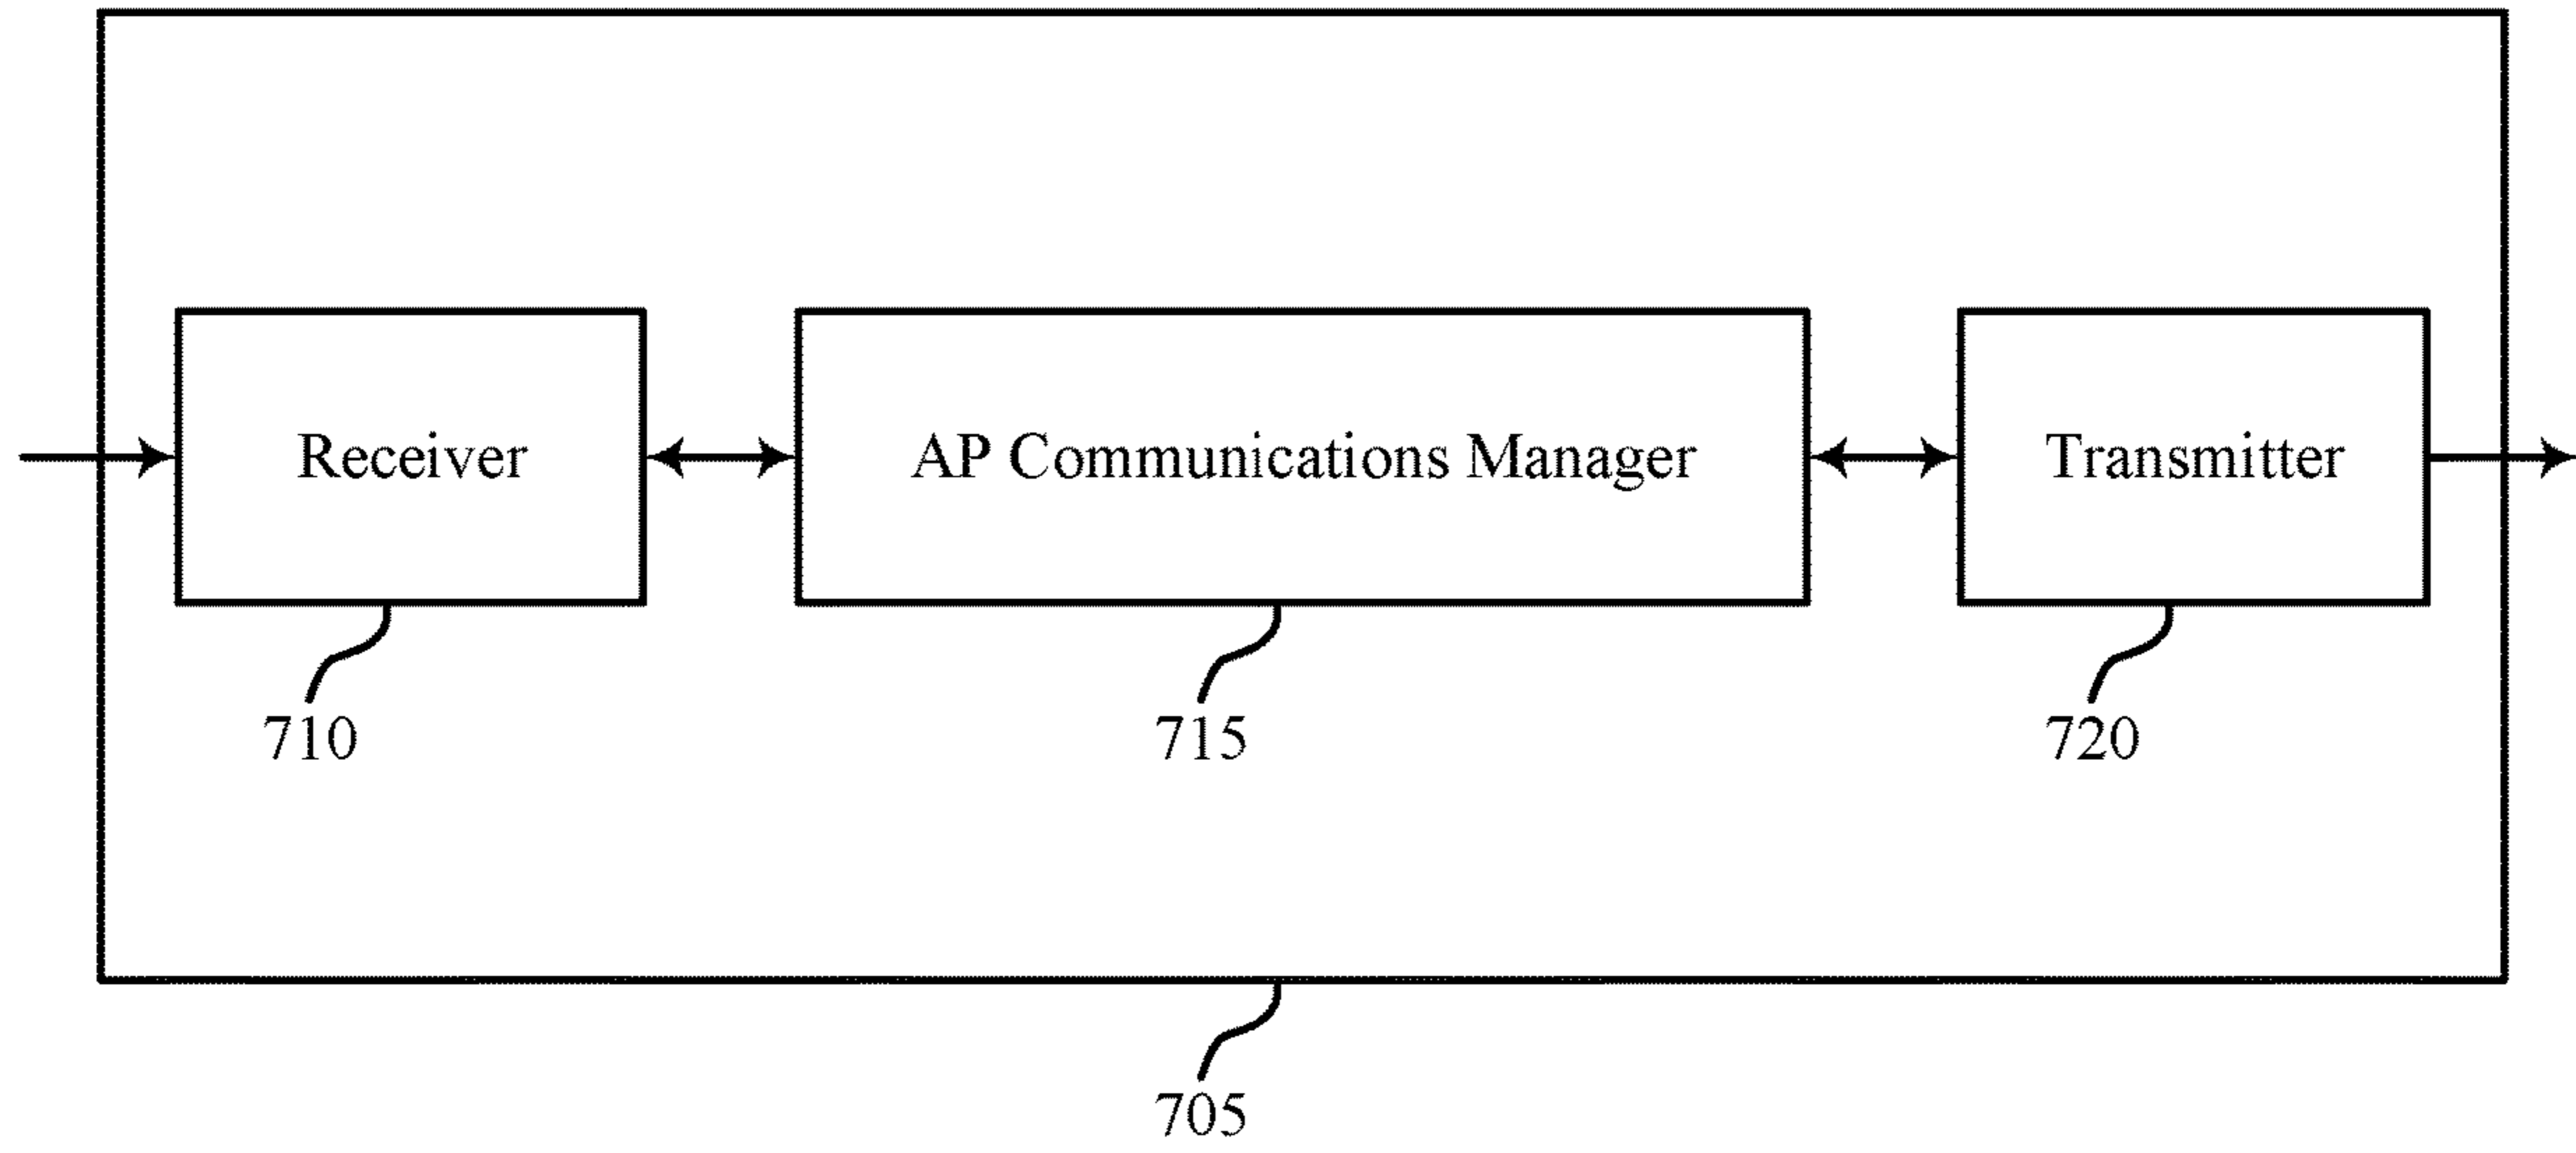 Receiver
AP Communications Manager
Transmitter
710
715
720
705